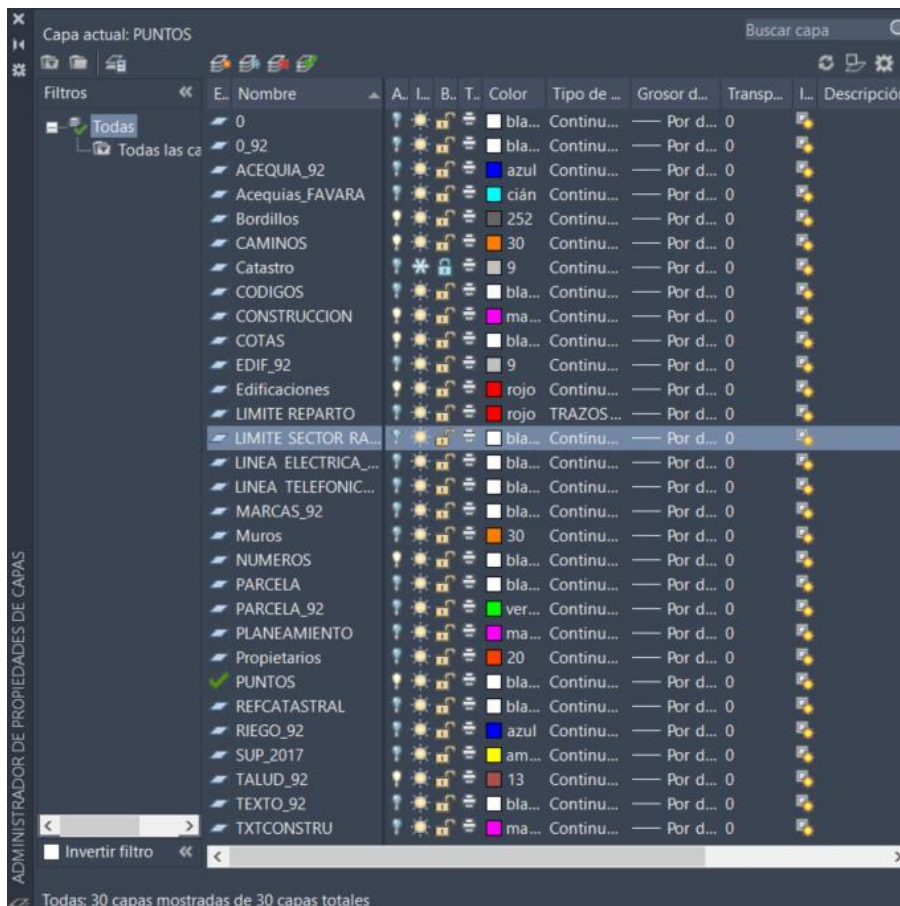 Capa actual: PUNTOS
Buscar capa
Filtros
Todas
Todas las ca
E.. Nombre A.. I... B.. T.. Color Tipo de ... Grosor d... Transp... I... Descripción
0 bla... Continu... Por d... 0
0_92 bla... Continu... Por d... 0
ACEQUIA_92 azul Continu... Por d... 0
Acequias_FAVARA cián Continu... Por d... 0
Bordillos 252 Continu... Por d... 0
CAMINOS 30 Continu... Por d... 0
Catastro 9 Continu... Por d... 0
CODIGOS bla... Continu... Por d... 0
CONSTRUCCION ma... Continu... Por d... 0
COTAS bla... Continu... Por d... 0
EDIF_92 9 Continu... Por d... 0
Edificaciones rojo Continu... Por d... 0
LIMITE REPARTO rojo TRAZOS... Por d... 0
LIMITE SECTOR RA... bla... Continu... Por d... 0
LINEA ELECTRICA_... bla... Continu... Por d... 0
LINEA TELEFONIC... bla... Continu... Por d... 0
MARCAS_92 bla... Continu... Por d... 0
Muros 30 Continu... Por d... 0
NUMEROS bla... Continu... Por d... 0
PARCELA bla... Continu... Por d... 0
PARCELA_92 ver... Continu... Por d... 0
PLANEAMIENTO ma... Continu... Por d... 0
Propietarios 20 Continu... Por d... 0
PUNTOS bla... Continu... Por d... 0
REFCATASTRAL bla... Continu... Por d... 0
RIEGO_92 azul Continu... Por d... 0
SUP_2017 am... Continu... Por d... 0
TALUD_92 13 Continu... Por d... 0
TEXTO_92 bla... Continu... Por d... 0
TXTCONSTRU ma... Continu... Por d... 0
Invertir filtro
ADMINISTRADOR DE PROPIEDADES DE CAPAS
Todas: 30 capas mostradas de 30 capas totales